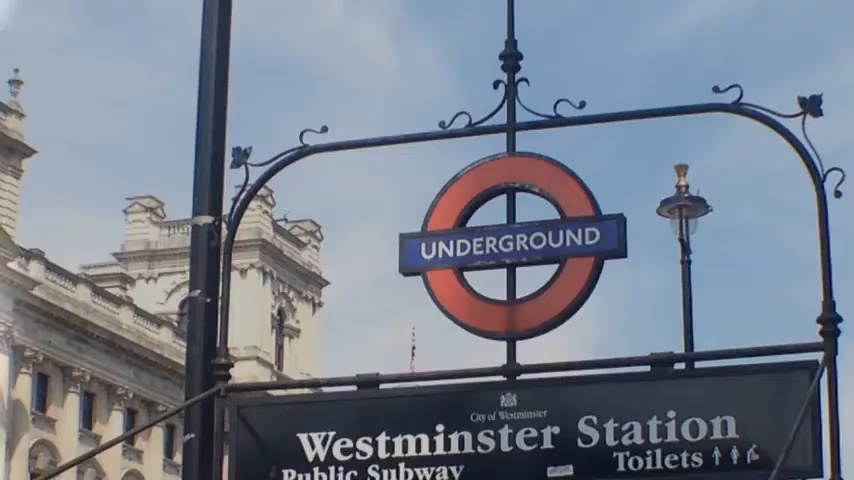 UNDERGROUND
City of Westminster
Westminster Station
Public Subway
Toilets